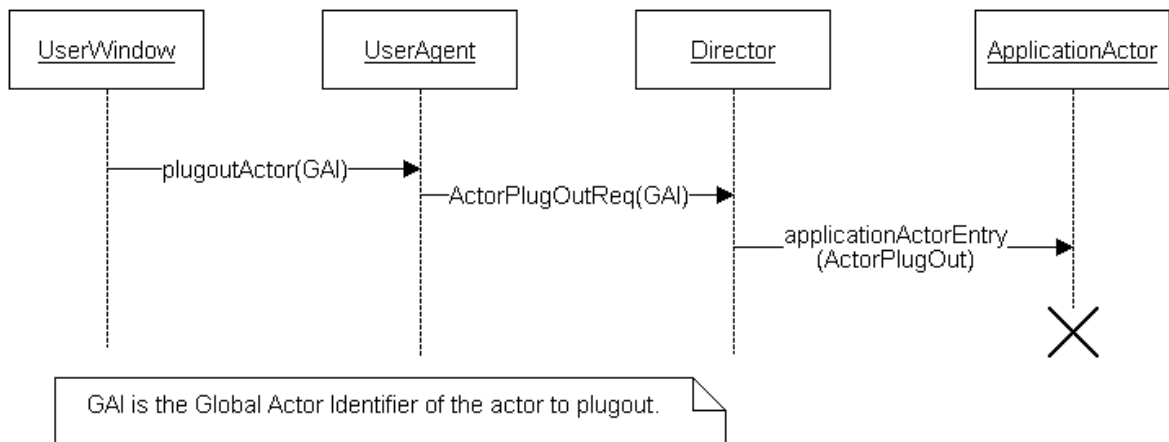 UserWindow
UserAgent
Director
ApplicationActor
plugoutActor(GAI)
ActorPlugOutReq(GAI)
applicationActorEntry
(ActorPlugOut)
GAI is the Global Actor Identifier of the actor to plugout.